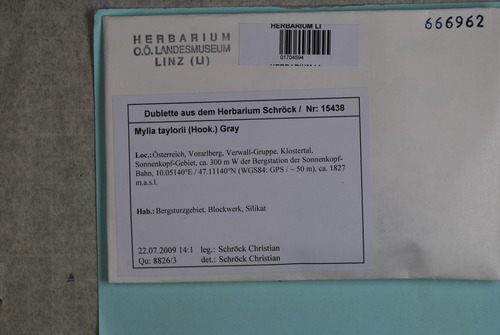 HERBARIUM
O.Ö. LANDESMUSEUM
LINZ (LI)
HERBARIUM LI
01704594
HERBARIUM LI
666962
Dublette aus dem Herbarium Schröck / Nr: 15438
Mylia taylorii (Hook.) Gray
Loc.:Österreich, Vorarlberg, Verwall-Gruppe, Klostertal,
Sonnenkopf-Gebiet, ca. 300 m W der Bergstation der Sonnenkopf-
Bahn, 10.05140°E / 47.11140°N (WGS84: GPS / ~ 50 m), ca. 1827
m.a.s.l.
Hab.: Bergsturzgebiet, Blockwerk, Silikat
22.07.2009 14:1 leg.: Schröck Christian
Qu: 8826/3 det.: Schröck Christian